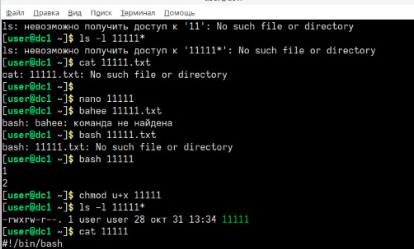 Файл Правка Вид Поиск Терминал Помощь
ls: невозможно получить доступ к '11': No such file or directory
[user@dc1 ~]$ ls -l 11111*
ls: невозможно получить доступ к '11111*': No such file or directory
[user@dc1 ~]$ cat 11111.txt
cat: 11111.txt: No such file or directory
[user@dc1 ~]$
[user@dc1 ~]$ nano 11111
[user@dc1 ~]$ bahee 11111.txt
bash: bahee: команда не найдена
[user@dc1 ~]$ bash 11111.txt
bash: 11111.txt: No such file or directory
[user@dc1 ~]$ bash 11111
1
2
[user@dc1 ~]$ chmod u+x 11111
[user@dc1 ~]$ ls -l 11111*
-rwxrw-r--. 1 user user 28 окт 31 13:34 11111
[user@dc1 ~]$ cat 11111
#!/bin/bash